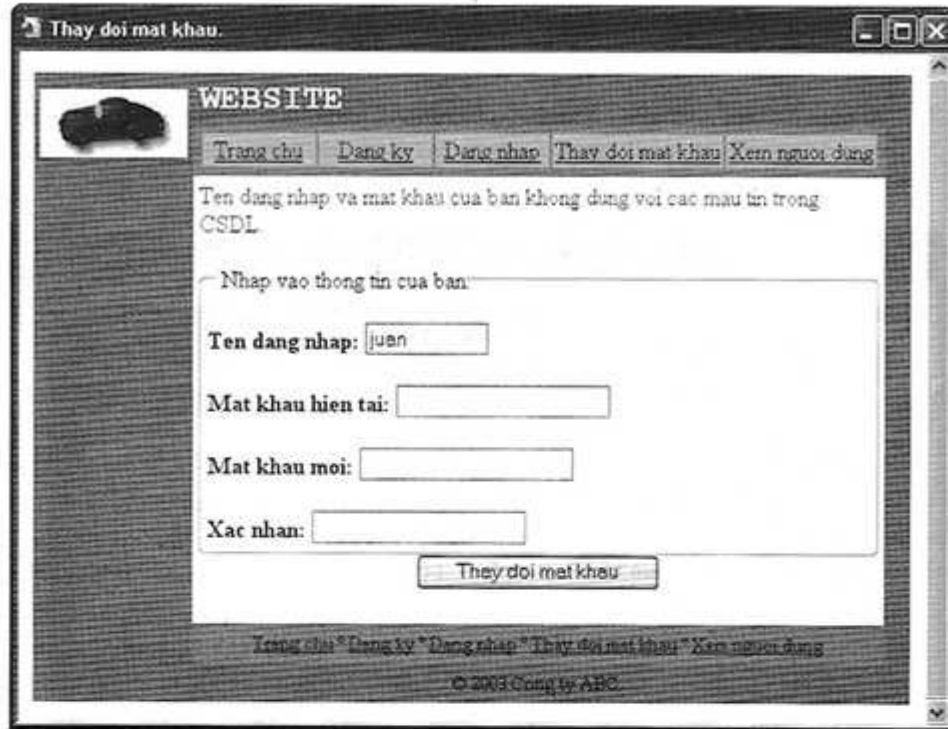 Thay doi mat khau.
WEBSITE
Trang chu Dang ky Dang nhap Thay doi mat khau Xem nguoi dung
Ten dang nhap va mat khau cua ban khong dung voi cac mau tin trong
CSDL.
Nhap vao thong tin cua ban:
Ten dang nhap: juan
Mat khau hien tai:
Mat khau moi:
Xac nhan:
Thay doi mat khau
Trang chu * Dang ky * Dang nhap * Thay doi mat khau * Xem nguoi dung
© 2003 Cong ty ABC.